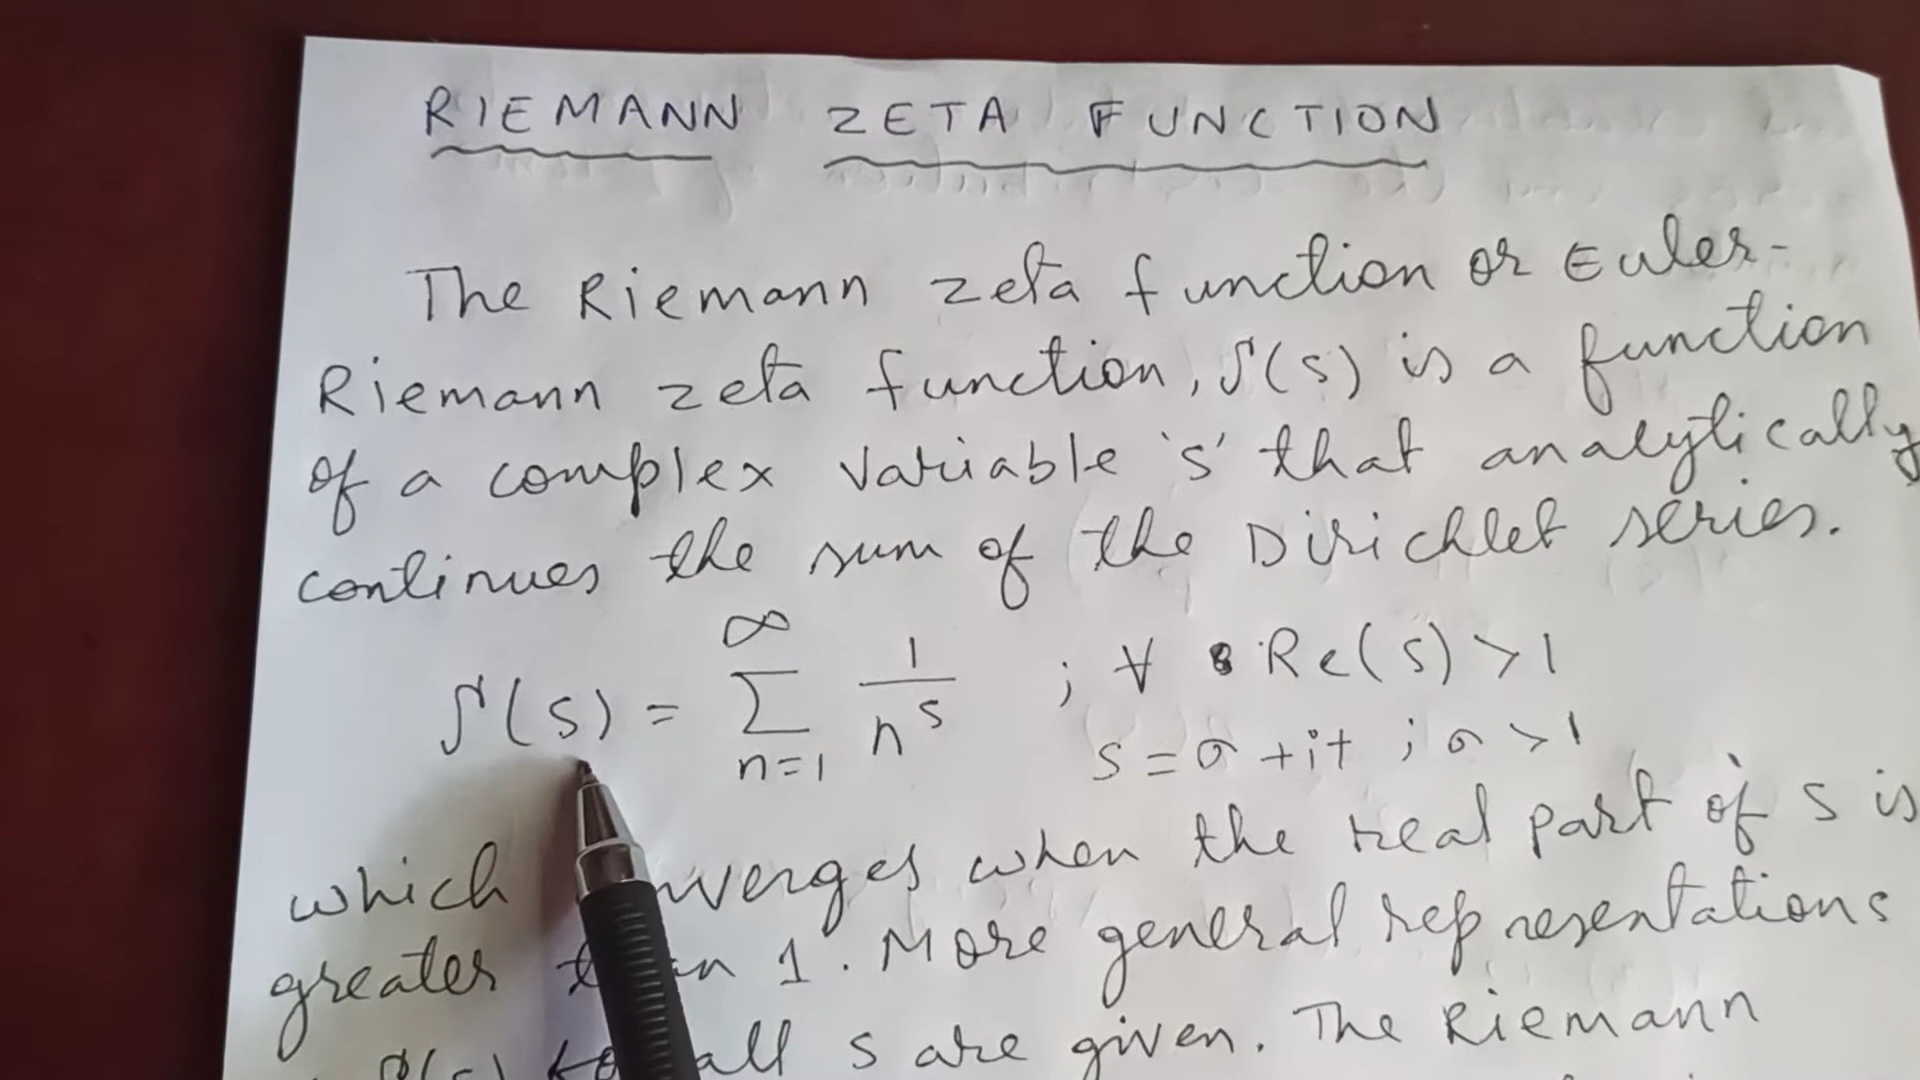 RIEMANN ZETA FUNCTION
The Riemann zeta function or Euler-
Riemann zeta function, ζ(s) is a function
of a complex variable 's' that analytically
continues the sum of the Dirichlet series.
ζ(s) = ∞ Σ n=1 1/n^s ; ∀ Re(s) > 1
s = σ + it ; σ > 1
which nverges when the real part of s is
greater n 1. More general representations
ζ(s) all s are given. The Riemann